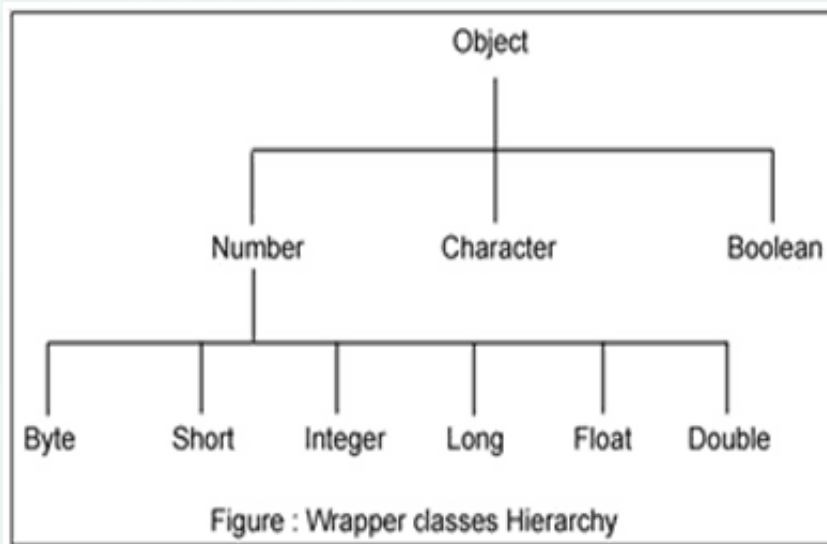 Object
Number Character Boolean
Byte Short Integer Long Float Double
Figure : Wrapper classes Hierarchy